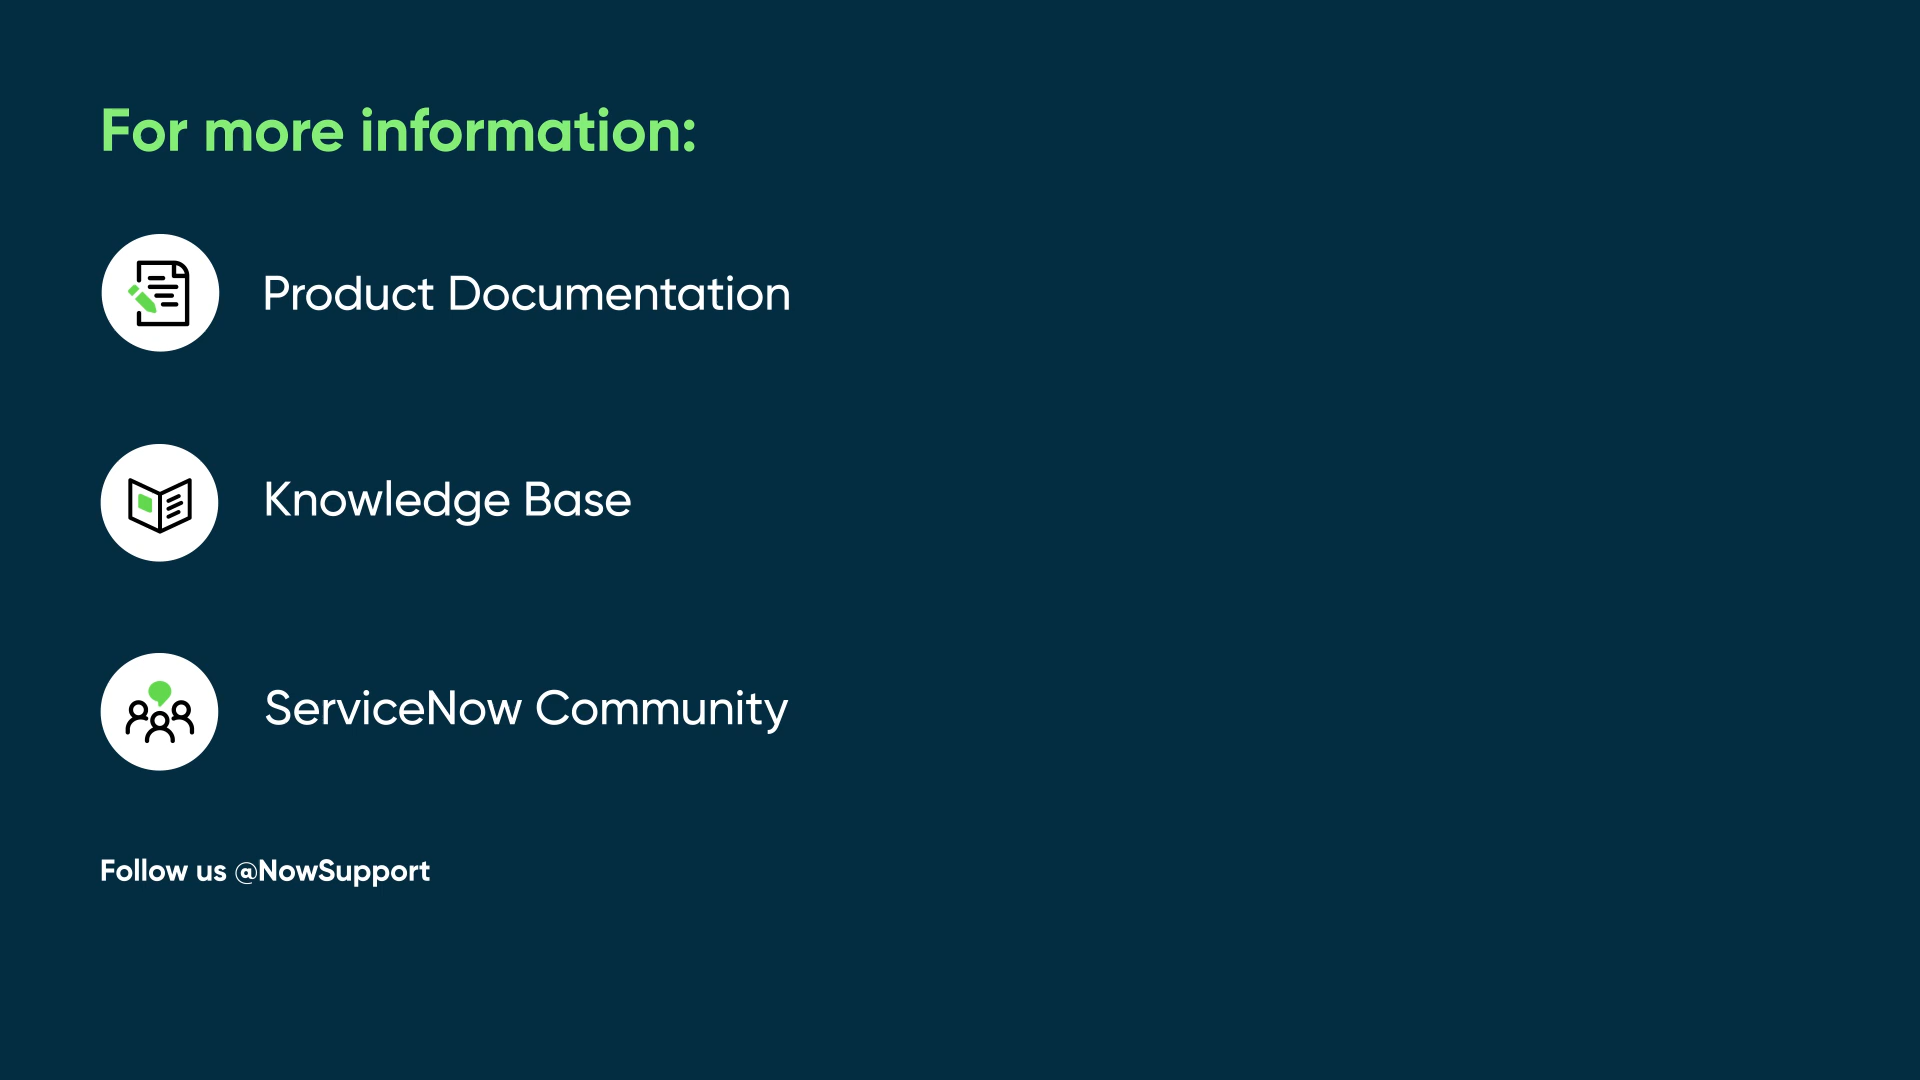 For more information:
Product Documentation
Knowledge Base
ServiceNow Community
Follow us @NowSupport